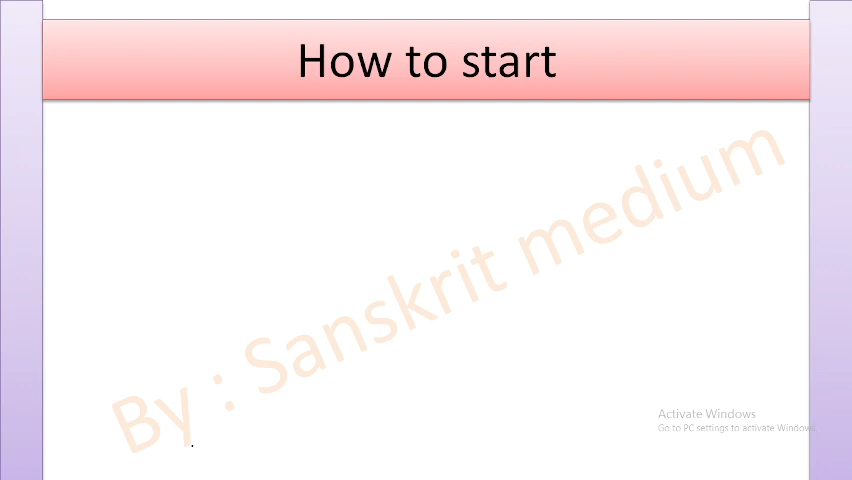 How to start
By : Sanskrit medium
Activate Windows
Go to PC settings to activate Windows.
.